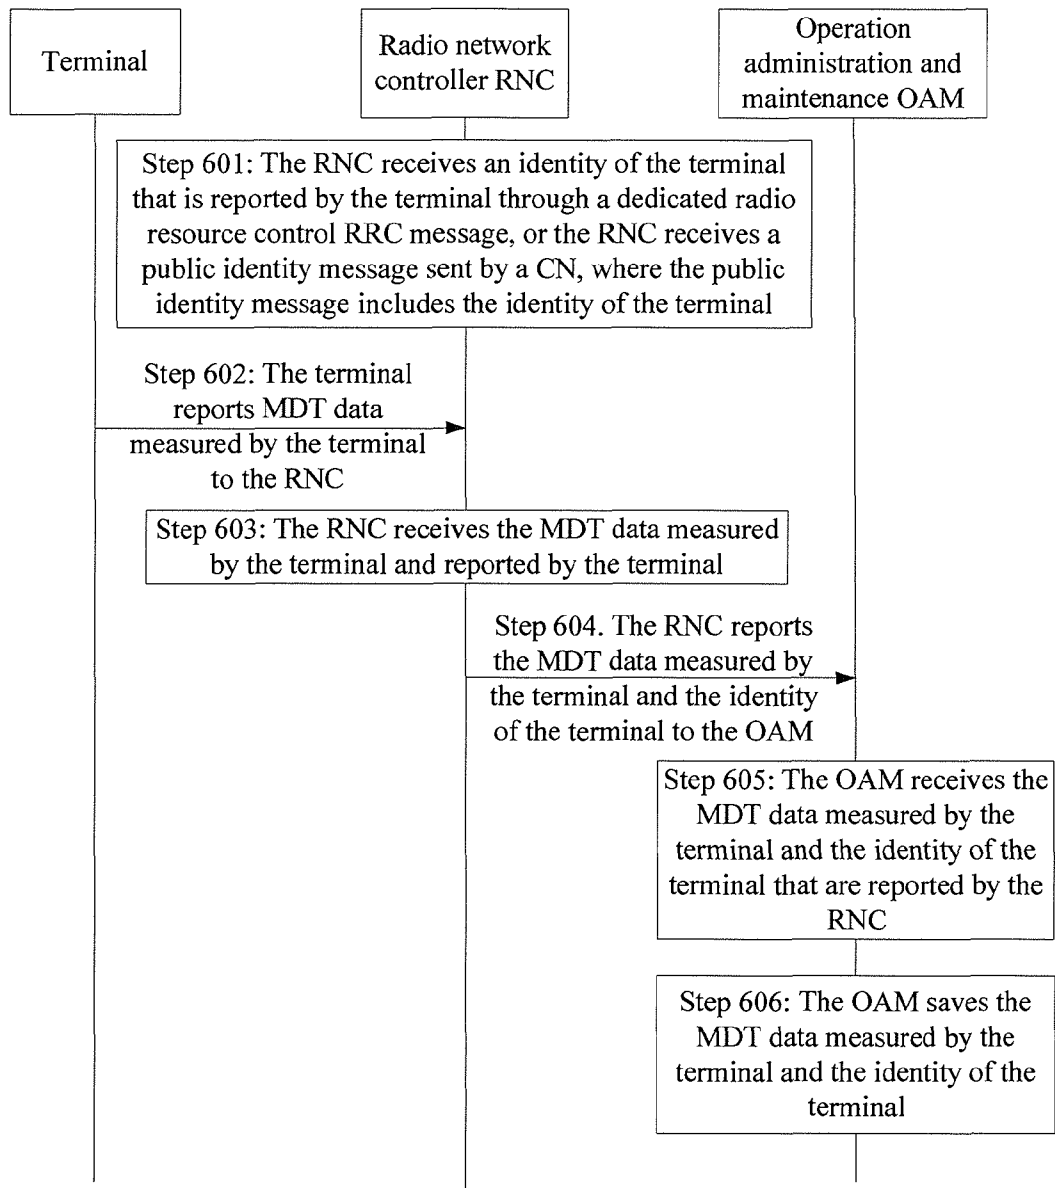 Terminal
Radio network
controller RNC
Operation
administration and
maintenance OAM
Step 601: The RNC receives an identity of the terminal
that is reported by the terminal through a dedicated radio
resource control RRC message, or the RNC receives a
public identity message sent by a CN, where the public
identity message includes the identity of the terminal
Step 602: The terminal
reports MDT data
measured by the terminal
to the RNC
Step 603: The RNC receives the MDT data measured
by the terminal and reported by the terminal
Step 604. The RNC reports
the MDT data measured by
the terminal and the identity
of the terminal to the OAM
Step 605: The OAM receives the
MDT data measured by the
terminal and the identity of the
terminal that are reported by the
RNC
Step 606: The OAM saves the
MDT data measured by the
terminal and the identity of the
terminal